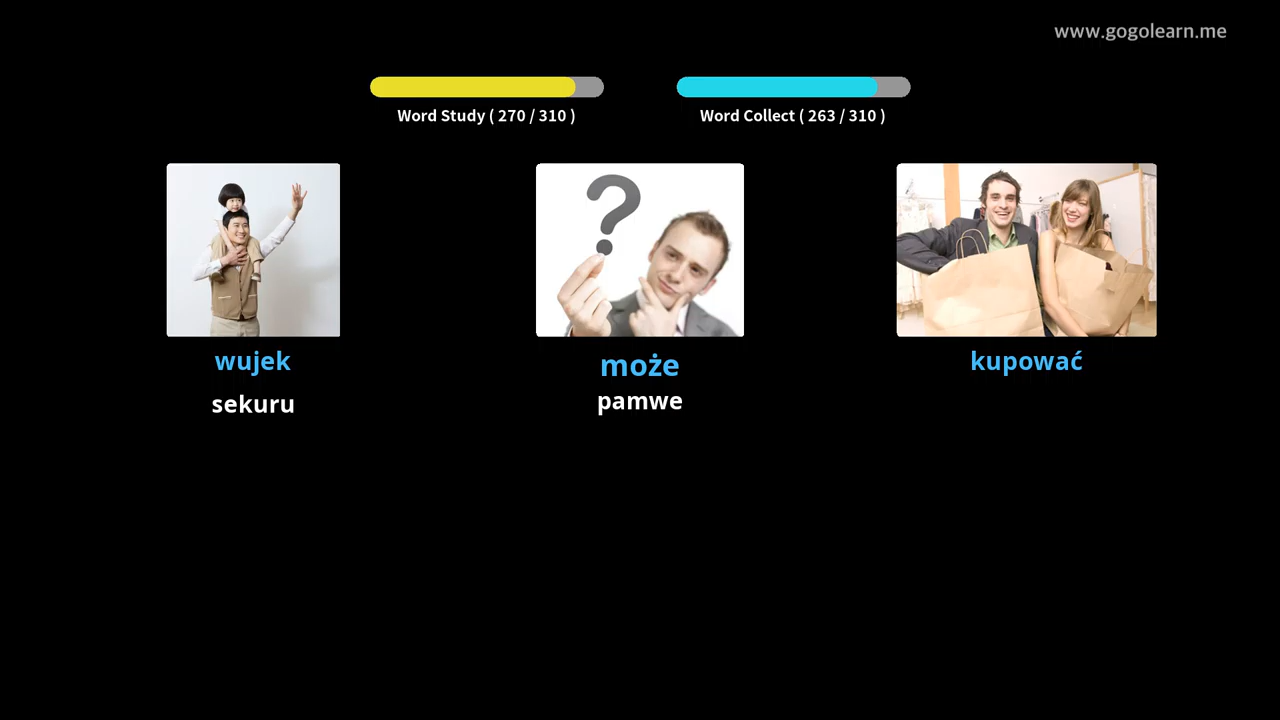 www.gogolearn.me
Word Study ( 270 / 310 )
Word Collect ( 263 / 310 )
wujek
sekuru
może
pamwe
kupować